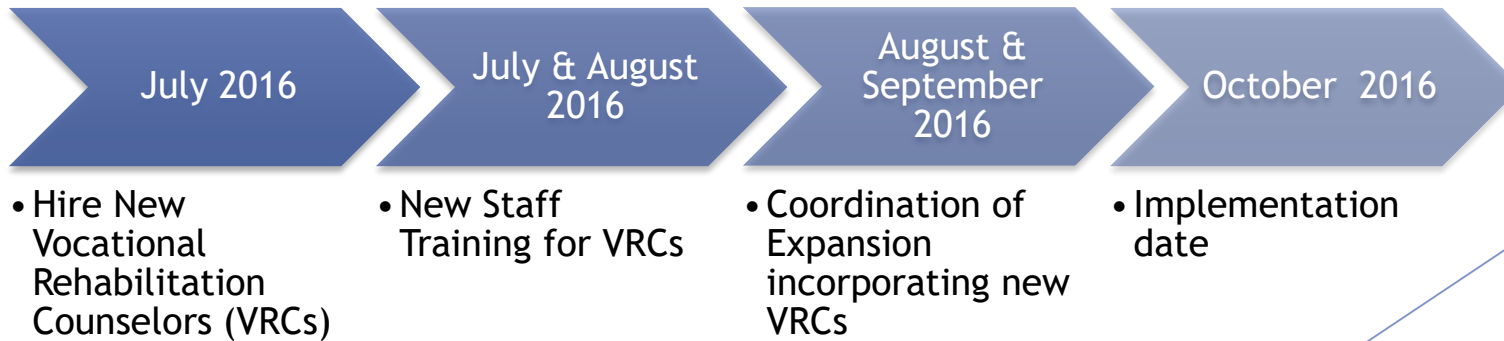 July 2016
• Hire New
Vocational
Rehabilitation
Counselors (VRCs)
July & August
2016
• New Staff
Training for VRCs
August &
September
2016
• Coordination of
Expansion
incorporating new
VRCs
October 2016
• Implementation
date